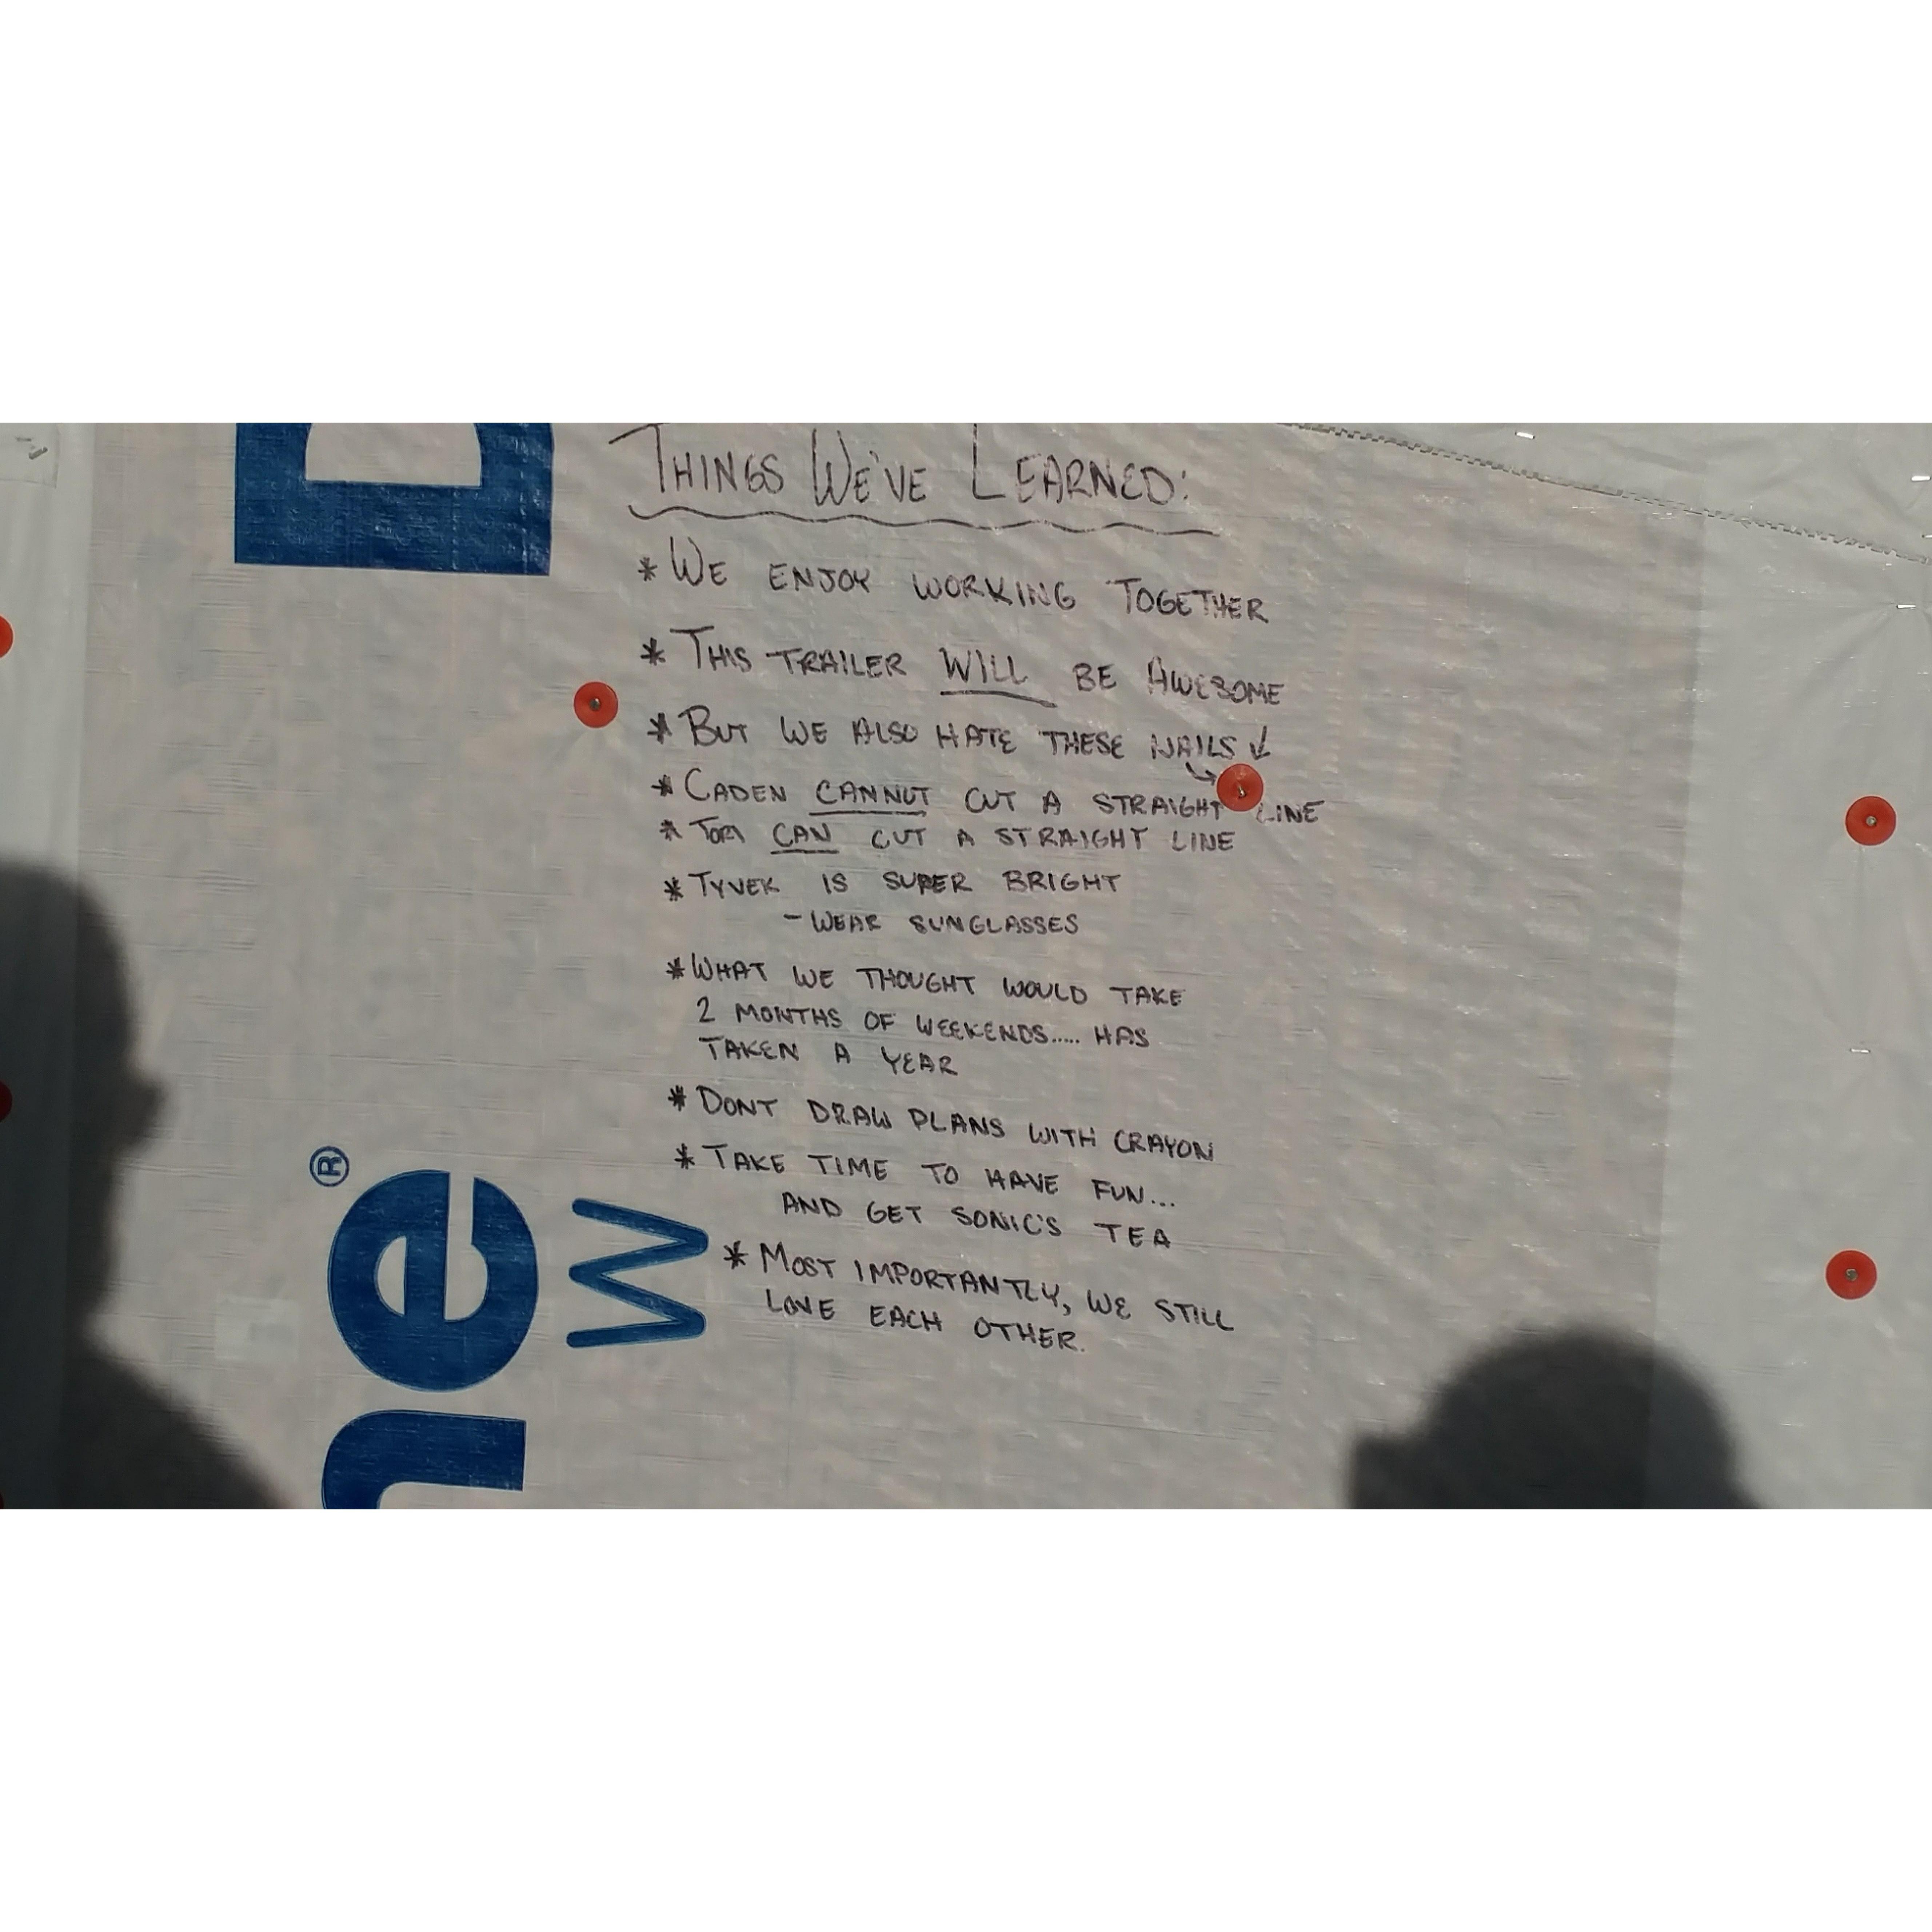 THINGS WE'VE LEARNED:
* WE ENJOY WORKING TOGETHER
* THIS TRAILER WILL BE AWESOME
* BUT WE ALSO HATE THESE NAILS
* CADEN CANNOT CUT A STRAIGHT LINE
* TORI CAN CUT A STRAIGHT LINE
* TYVEK IS SUPER BRIGHT
- WEAR SUNGLASSES
* WHAT WE THOUGHT WOULD TAKE
2 MONTHS OF WEEKENDS..... HAS
TAKEN A YEAR
* DONT DRAW PLANS WITH CRAYON
* TAKE TIME TO HAVE FUN...
AND GET SONIC'S TEA
* MOST IMPORTANTLY, WE STILL
LOVE EACH OTHER.
D
ne®
w